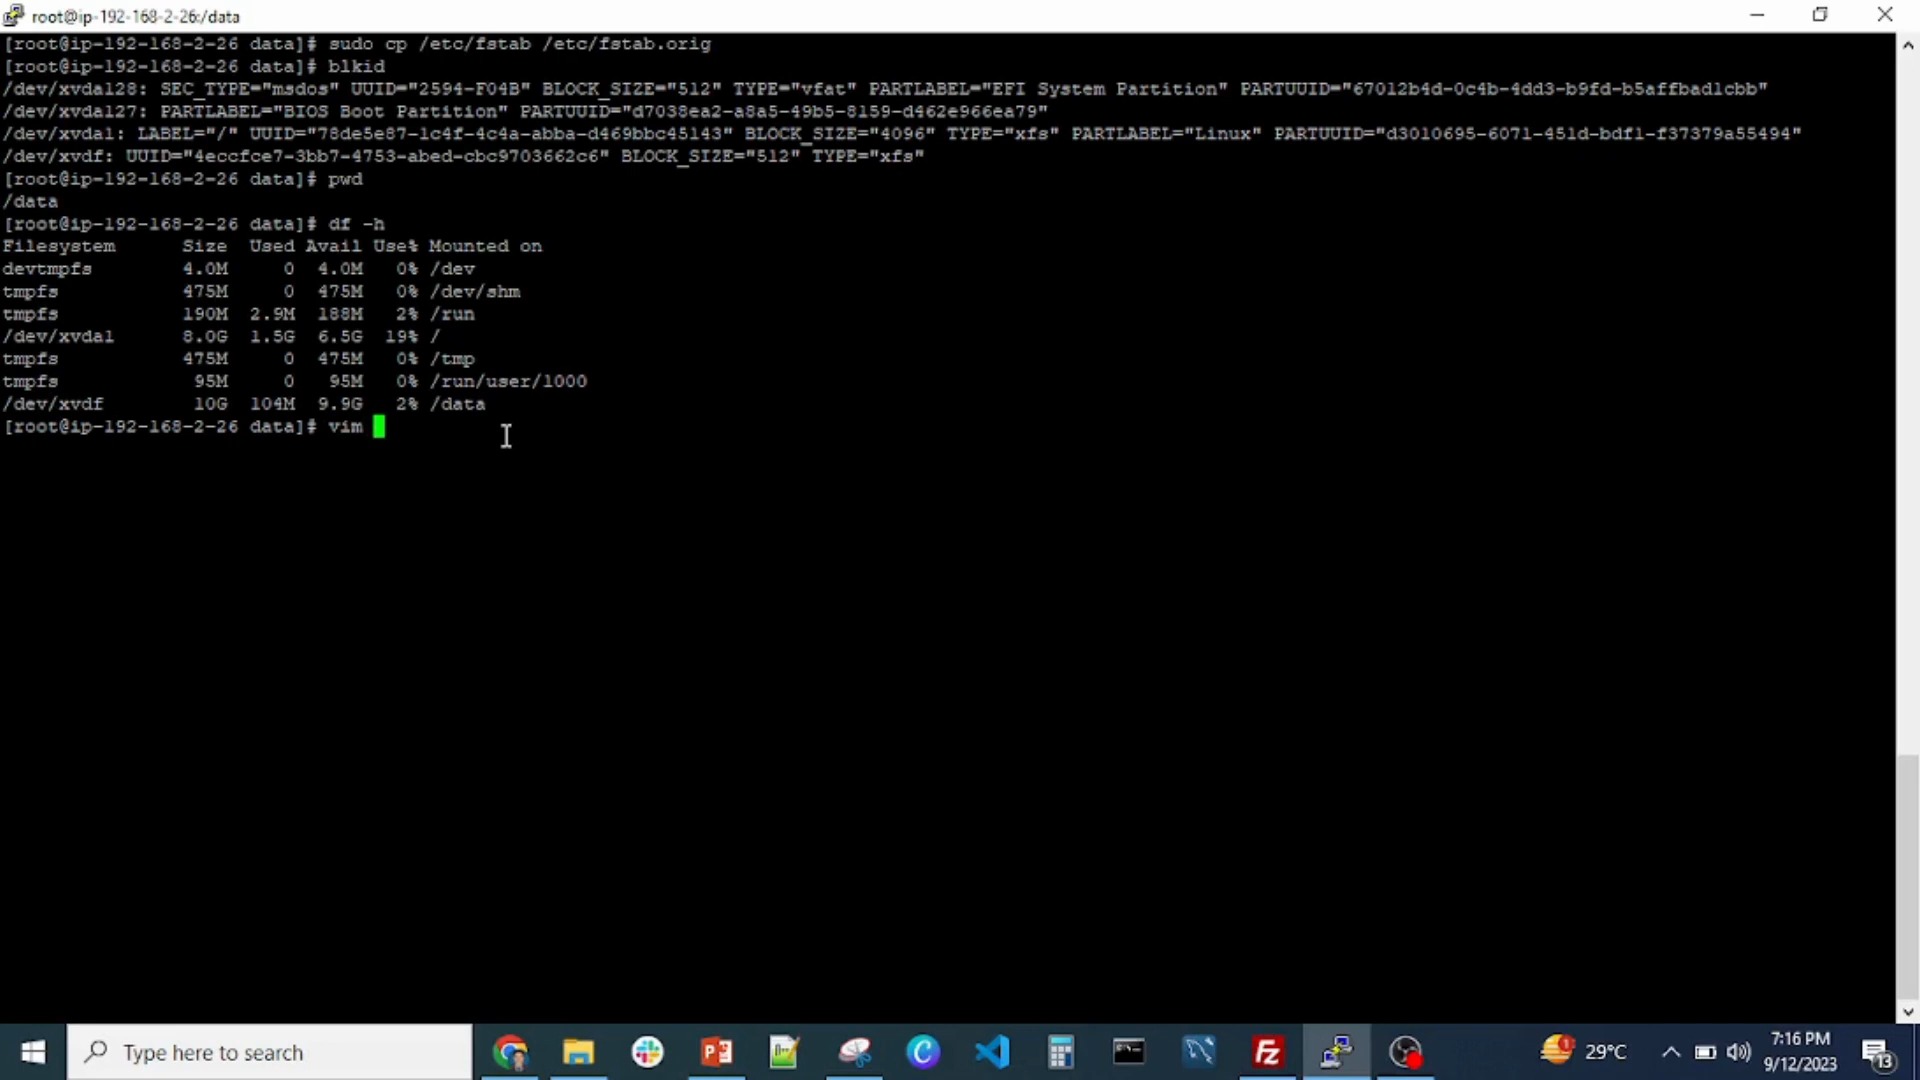 root@ip-192-168-2-26:/data
[root@ip-192-168-2-26 data]# sudo cp /etc/fstab /etc/fstab.orig
[root@ip-192-168-2-26 data]# blkid
/dev/xvda128: SEC_TYPE="msdos" UUID="2594-F04B" BLOCK_SIZE="512" TYPE="vfat" PARTLABEL="EFI System Partition" PARTUUID="67012b4d-0c4b-4dd3-b9fd-b5affbad1cbb"
/dev/xvda127: PARTLABEL="BIOS Boot Partition" PARTUUID="d7038ea2-a8a5-49b5-8159-d462e966ea79"
/dev/xvda1: LABEL="/" UUID="78de5e87-1c4f-4c4a-abba-d469bbc45143" BLOCK_SIZE="4096" TYPE="xfs" PARTLABEL="Linux" PARTUUID="d3010695-6071-451d-bdf1-f37379a55494"
/dev/xvdf: UUID="4eccfce7-3bb7-4753-abed-cbc9703662c6" BLOCK_SIZE="512" TYPE="xfs"
[root@ip-192-168-2-26 data]# pwd
/data
[root@ip-192-168-2-26 data]# df -h
Filesystem Size Used Avail Use% Mounted on
devtmpfs 4.0M 0 4.0M 0% /dev
tmpfs 475M 0 475M 0% /dev/shm
tmpfs 190M 2.9M 188M 2% /run
/dev/xvda1 8.0G 1.5G 6.5G 19% /
tmpfs 475M 0 475M 0% /tmp
tmpfs 95M 0 95M 0% /run/user/1000
/dev/xvdf 10G 104M 9.9G 2% /data
[root@ip-192-168-2-26 data]# vim
Type here to search
29°C
7:16 PM
9/12/2023
13